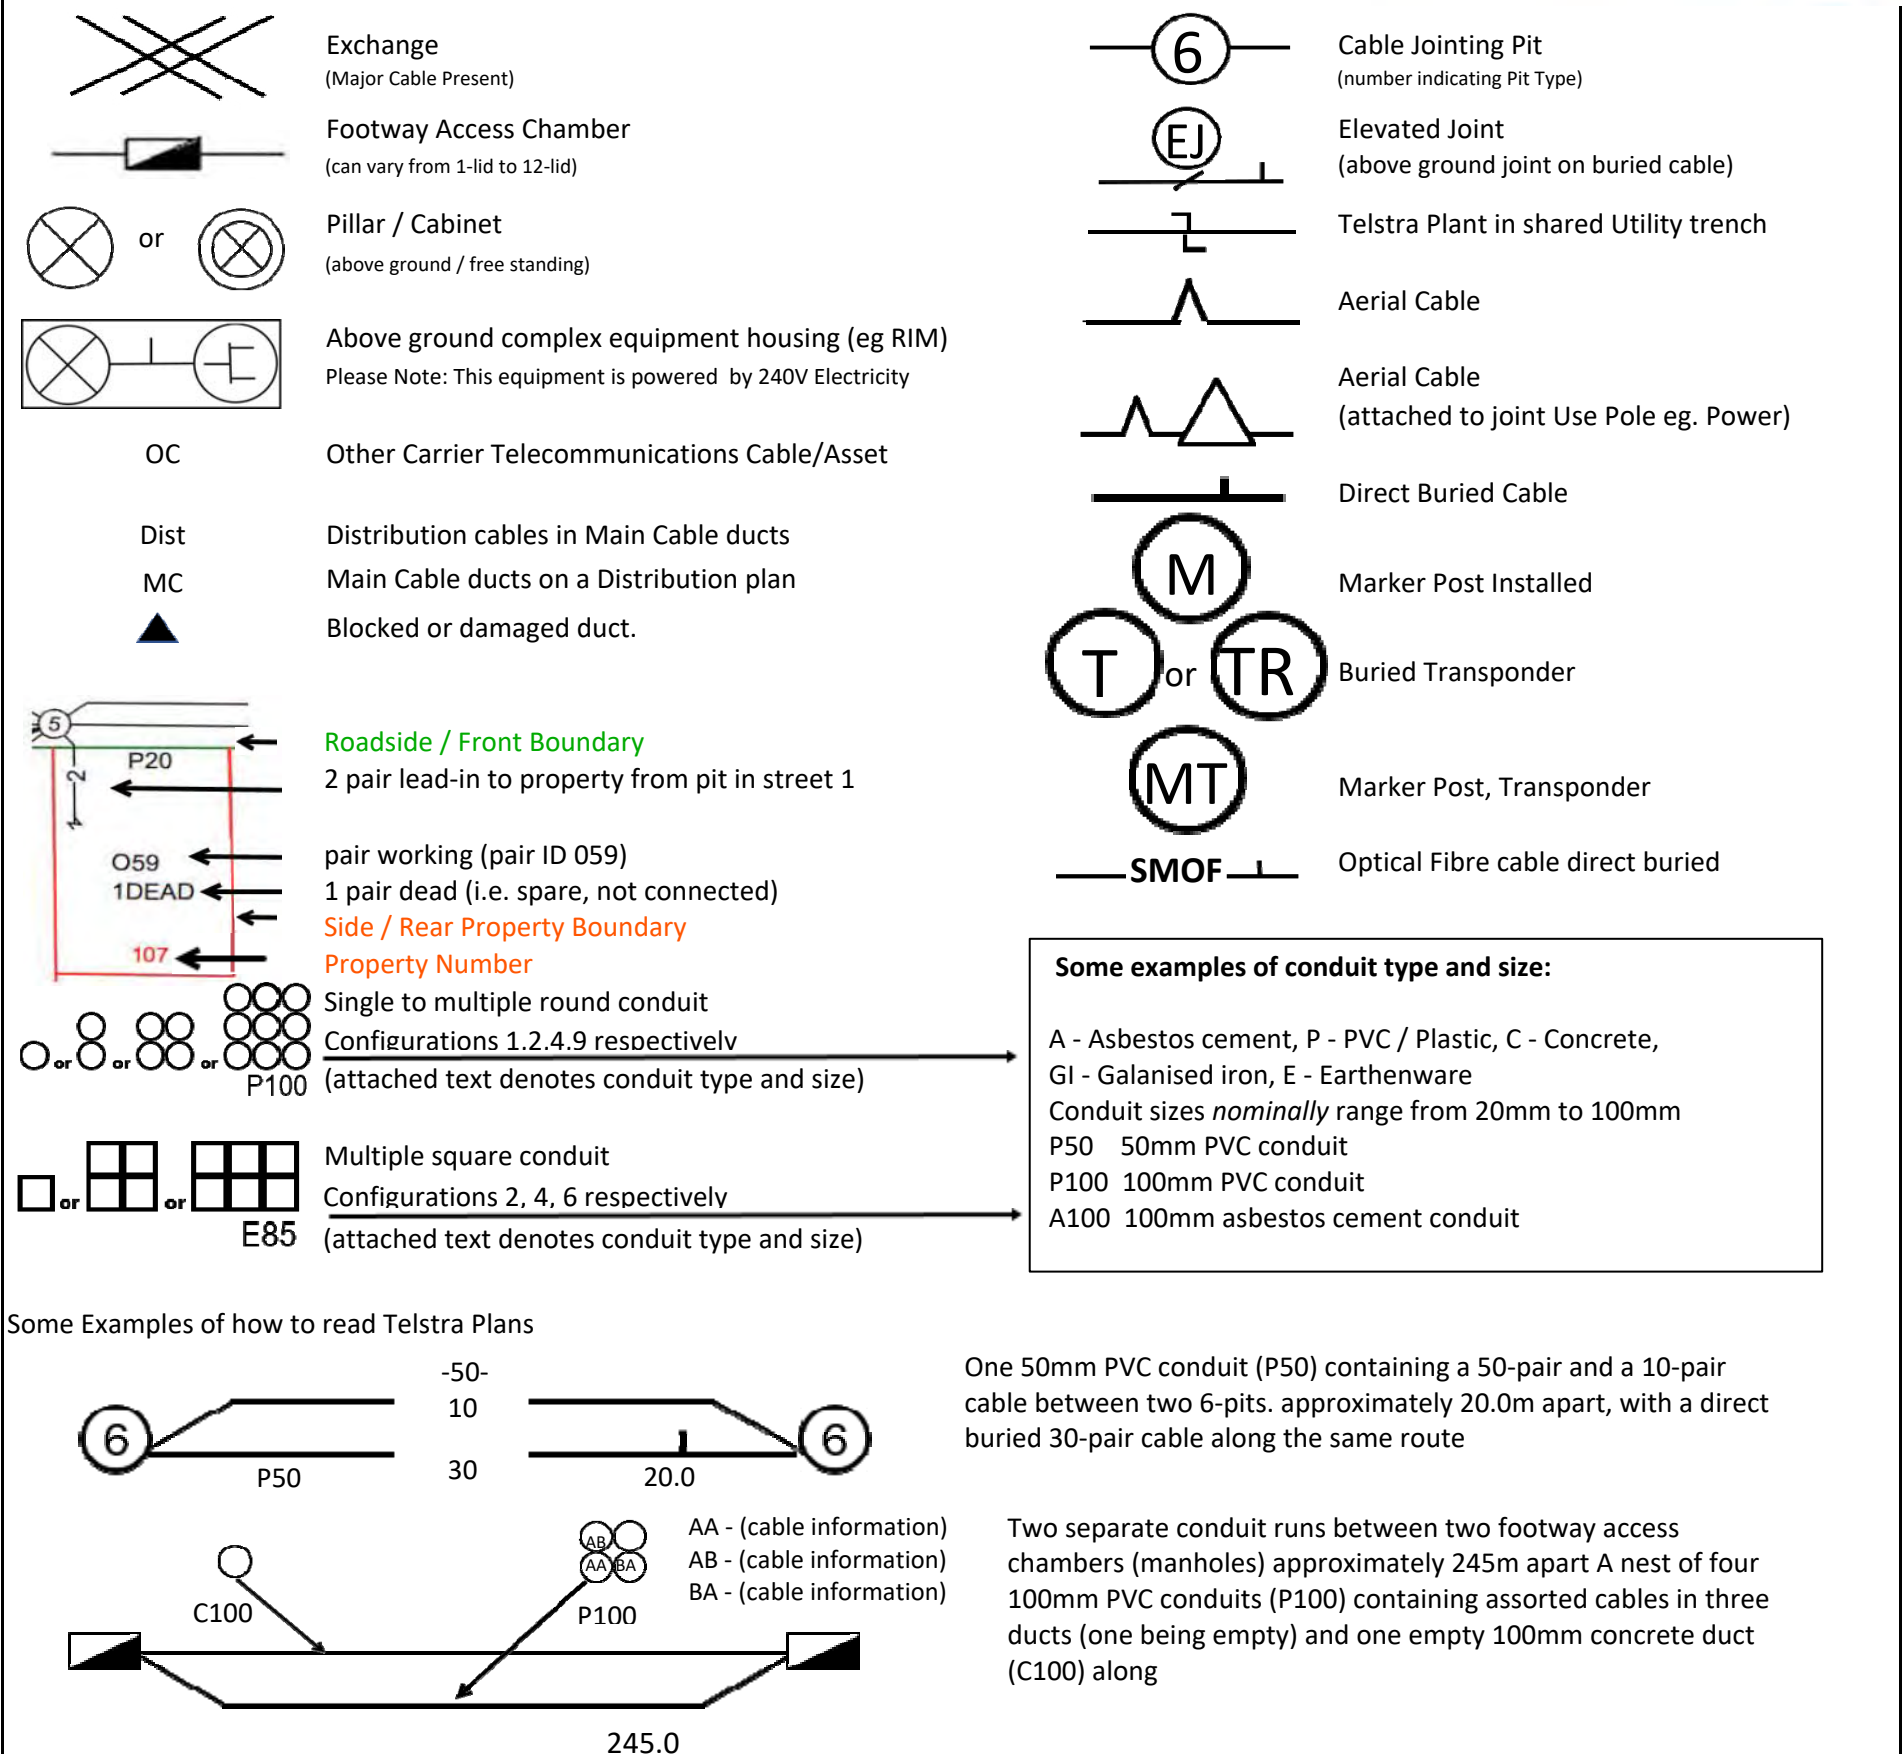 Exchange
(Major Cable Present)
Footway Access Chamber
(can vary from 1-lid to 12-lid)
or
Pillar / Cabinet
(above ground / free standing)
Above ground complex equipment housing (eg RIM)
Please Note: This equipment is powered by 240V Electricity
OC
Other Carrier Telecommunications Cable/Asset
Dist
Distribution cables in Main Cable ducts
MC
Main Cable ducts on a Distribution plan
Blocked or damaged duct.
5
P20
2
O59
1DEAD
107
Roadside / Front Boundary
2 pair lead-in to property from pit in street 1
pair working (pair ID 059)
1 pair dead (i.e. spare, not connected)
Side / Rear Property Boundary
Property Number
or
or
or
P100
Single to multiple round conduit
Configurations 1.2.4.9 respectively
(attached text denotes conduit type and size)
or
or
E85
Multiple square conduit
Configurations 2, 4, 6 respectively
(attached text denotes conduit type and size)
6
Cable Jointing Pit
(number indicating Pit Type)
EJ
Elevated Joint
(above ground joint on buried cable)
Telstra Plant in shared Utility trench
Aerial Cable
Aerial Cable
(attached to joint Use Pole eg. Power)
Direct Buried Cable
M
Marker Post Installed
T or TR
Buried Transponder
MT
Marker Post, Transponder
SMOF
Optical Fibre cable direct buried
Some examples of conduit type and size:
A - Asbestos cement, P - PVC / Plastic, C - Concrete,
GI - Galanised iron, E - Earthenware
Conduit sizes nominally range from 20mm to 100mm
P50 50mm PVC conduit
P100 100mm PVC conduit
A100 100mm asbestos cement conduit
Some Examples of how to read Telstra Plans
-50-
10
6
6
P50
30
20.0
One 50mm PVC conduit (P50) containing a 50-pair and a 10-pair
cable between two 6-pits. approximately 20.0m apart, with a direct
buried 30-pair cable along the same route
AB
AA BA
C100
P100
AA - (cable information)
AB - (cable information)
BA - (cable information)
245.0
Two separate conduit runs between two footway access
chambers (manholes) approximately 245m apart A nest of four
100mm PVC conduits (P100) containing assorted cables in three
ducts (one being empty) and one empty 100mm concrete duct
(C100) along